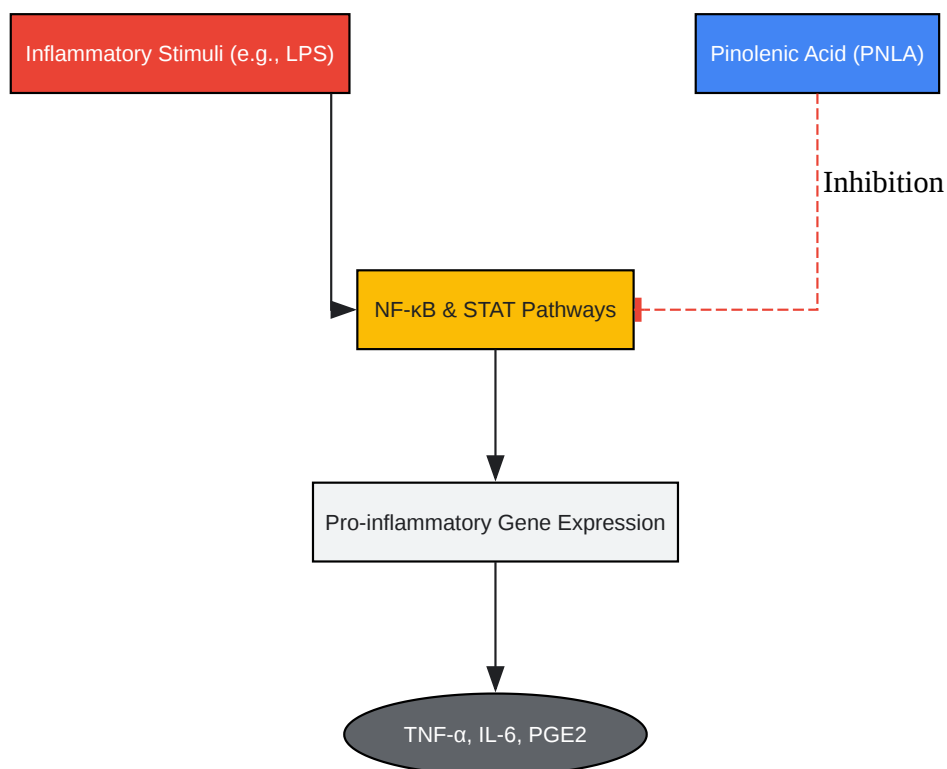 Inflammatory Stimuli (e.g., LPS)
Pinolenic Acid (PNLA)
Inhibition
NF-κB & STAT Pathways
Pro-inflammatory Gene Expression
TNF-α, IL-6, PGE2